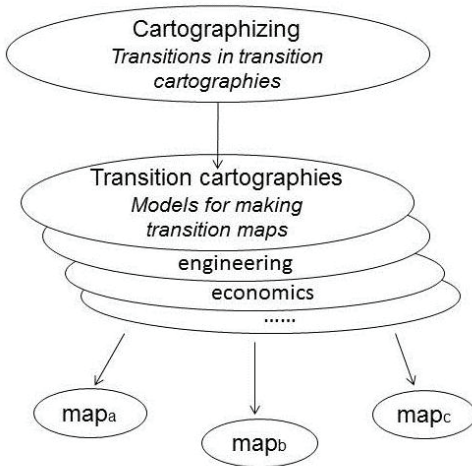 Cartographizing
Transitions in transition
cartographies
Transition cartographies
Models for making
transition maps
engineering
economics
......
mapa
mapb
mapc